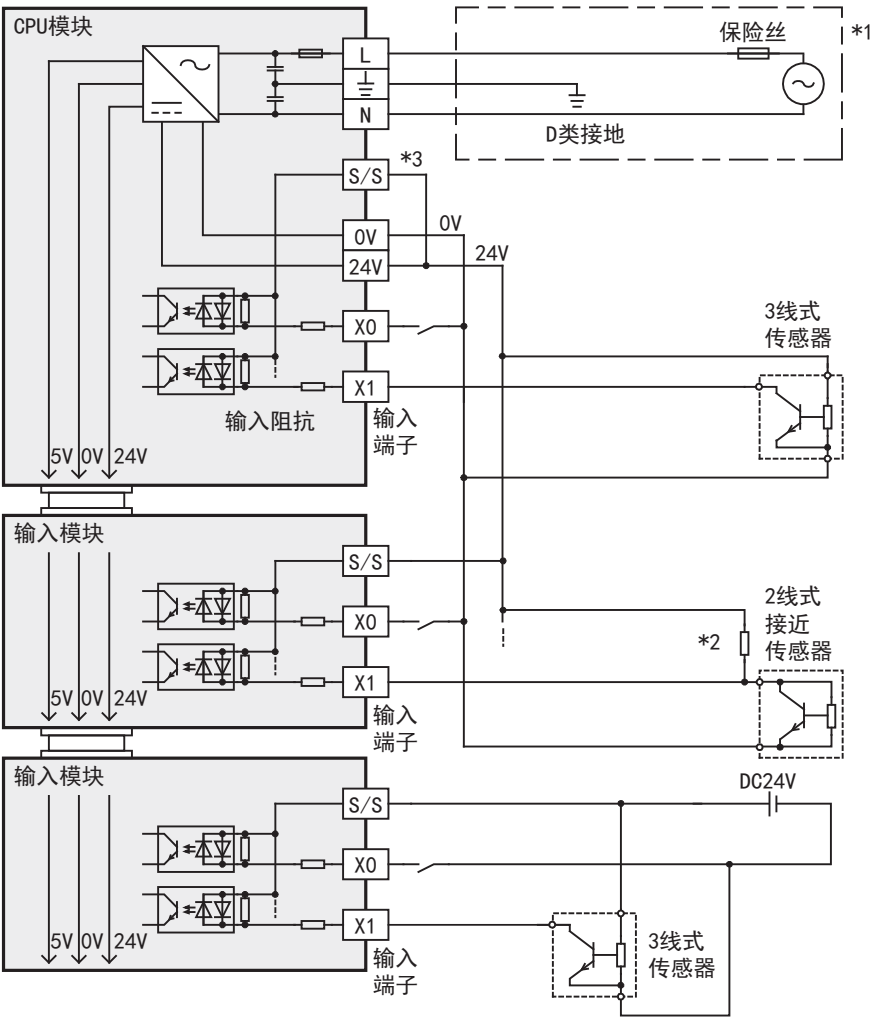 CPU模块
保险丝
*1
L
N
D类接地
*3
S/S
0V
0V
24V
24V
X0
3线式
传感器
X1
输入阻抗
输入
端子
5V
0V
24V
输入模块
S/S
2线式
接近
传感器
X0
*2
X1
5V
0V
24V
输入
端子
输入模块
DC24V
S/S
X0
X1
3线式
传感器
5V
0V
24V
输入
端子